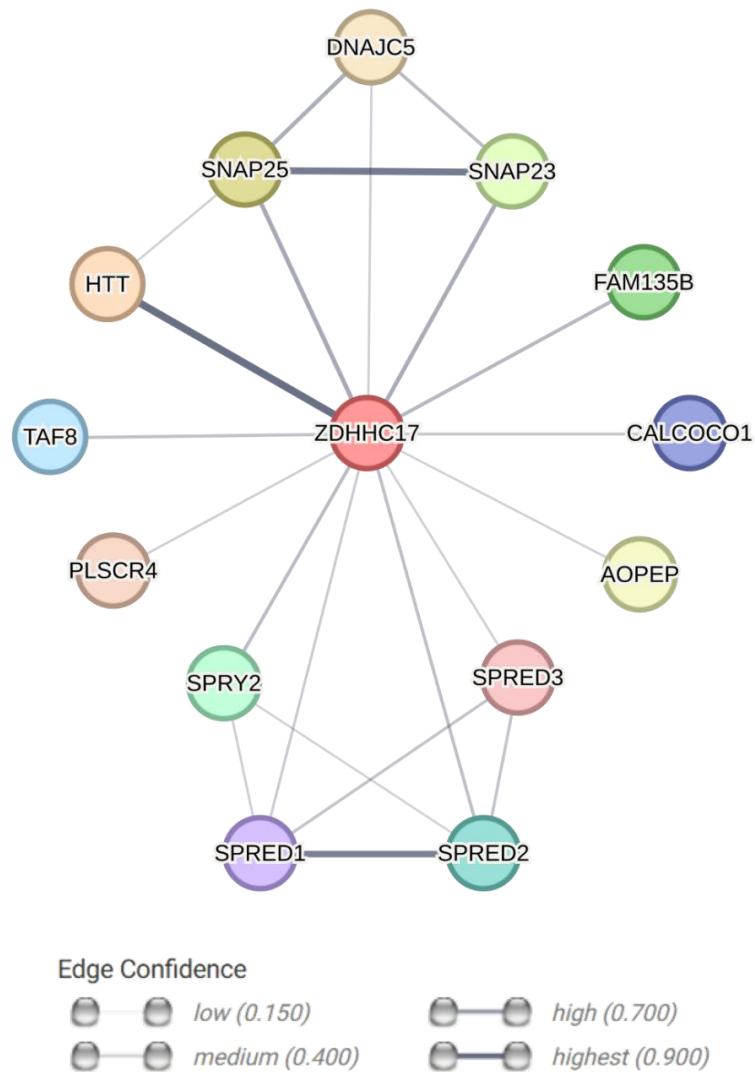 DNAJC5
SNAP25
SNAP23
HTT
FAM135B
ZDHHC17
CALCOCO1
TAF8
PLSCR4
AOPEP
SPRY2
SPRED3
SPRED1
SPRED2
Edge Confidence
low (0.150)
high (0.700)
medium (0.400)
highest (0.900)